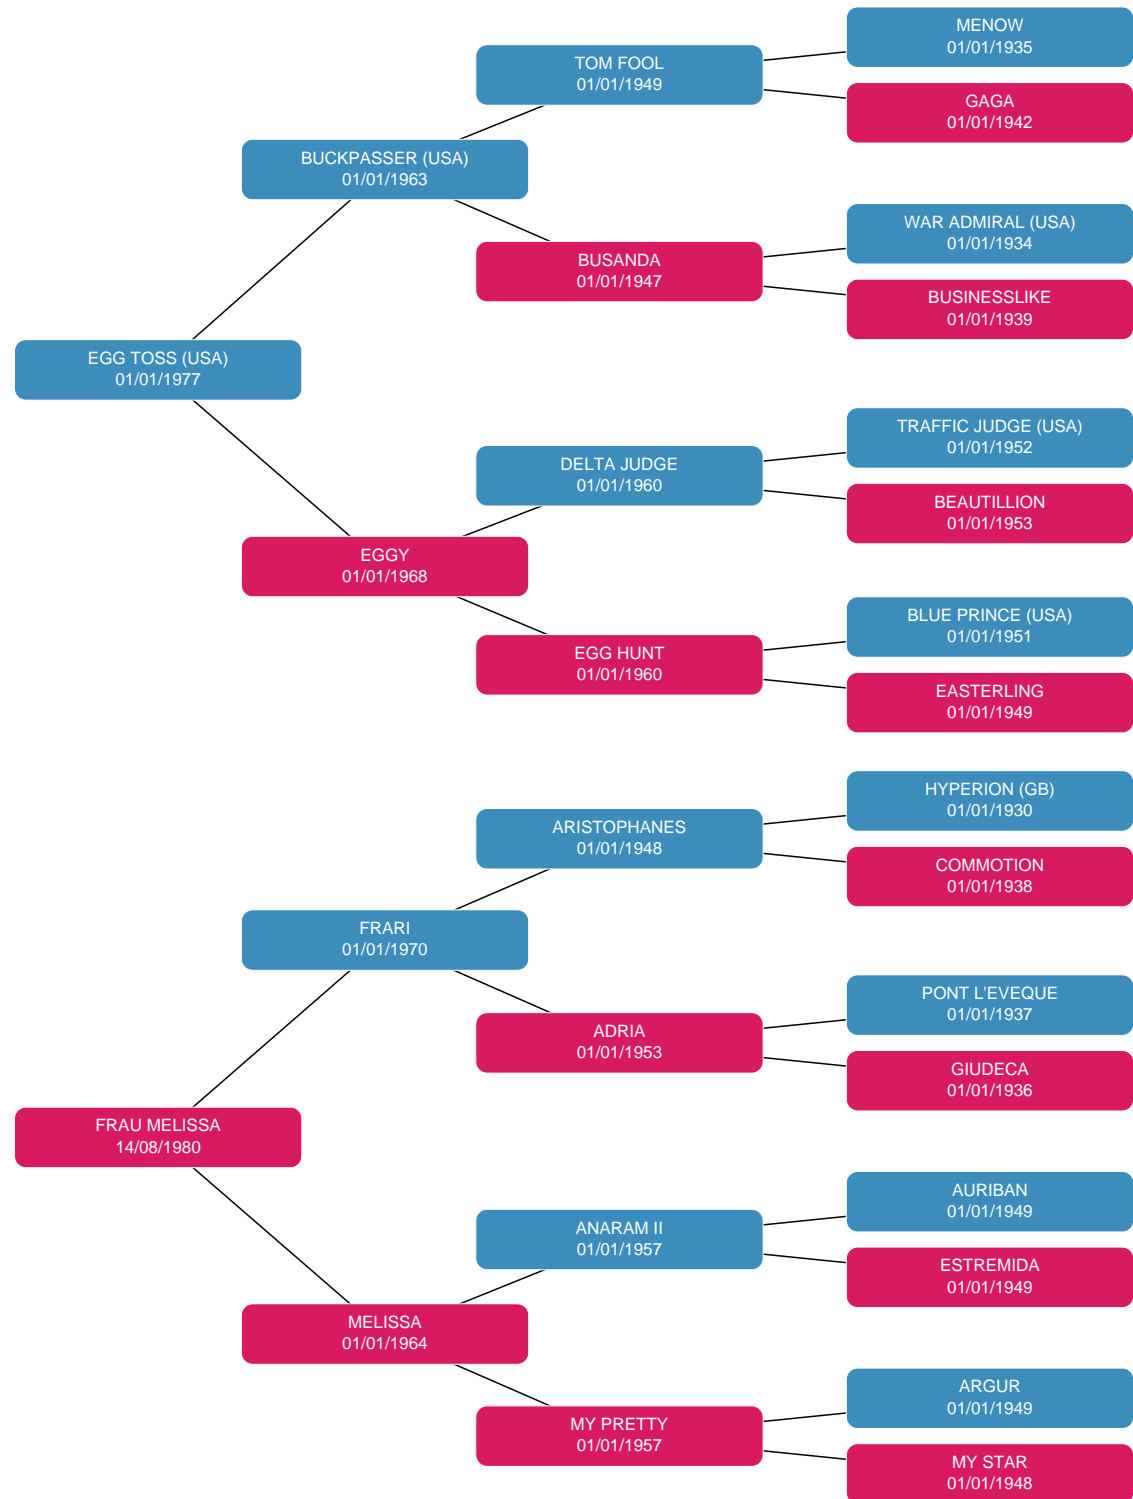 MENOW
01/01/1935
TOM FOOL
01/01/1949
GAGA
01/01/1942
BUCKPASSER (USA)
01/01/1963
WAR ADMIRAL (USA)
01/01/1934
BUSANDA
01/01/1947
BUSINESSLIKE
01/01/1939
EGG TOSS (USA)
01/01/1977
TRAFFIC JUDGE (USA)
01/01/1952
DELTA JUDGE
01/01/1960
BEAUTILLION
01/01/1953
EGGY
01/01/1968
BLUE PRINCE (USA)
01/01/1951
EGG HUNT
01/01/1960
EASTERLING
01/01/1949
HYPERION (GB)
01/01/1930
ARISTOPHANES
01/01/1948
COMMOTION
01/01/1938
FRARI
01/01/1970
PONT L'EVEQUE
01/01/1937
ADRIA
01/01/1953
GIUDECA
01/01/1936
FRAU MELISSA
14/08/1980
AURIBAN
01/01/1949
ANARAM II
01/01/1957
ESTREMIDA
01/01/1949
MELISSA
01/01/1964
ARGUR
01/01/1949
MY PRETTY
01/01/1957
MY STAR
01/01/1948